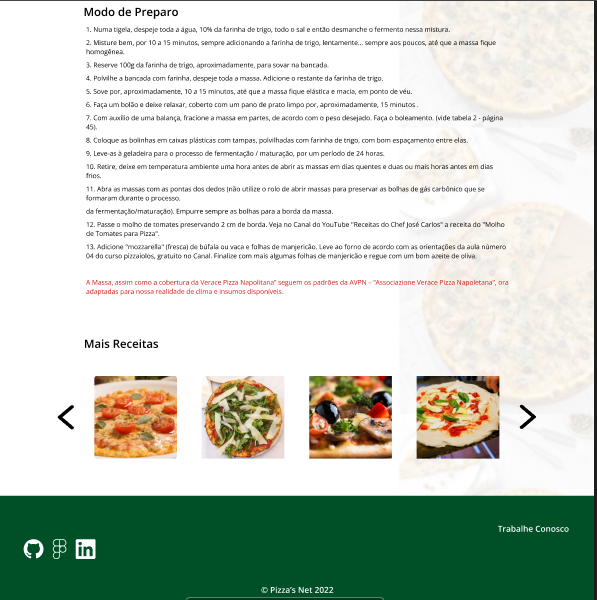 Modo de Preparo
1. Numa tigela, despeje toda a água, 10% da farinha de trigo, todo o sal e então desmanche o fermento nessa mistura.
2. Misture bem, por 10 a 15 minutos, sempre adicionando a farinha de trigo, lentamente... sempre aos poucos, até que a massa fique
homogênea.
3. Reserve 100g da farinha de trigo, aproximadamente, para sovar na bancada.
4. Polvilhe a bancada com farinha, despeje toda a massa. Adicione o restante da farinha de trigo.
5. Sove por, aproximadamente, 10 a 15 minutos, até que a massa fique elástica e macia, em ponto de véu.
6. Faça um bolão e deixe relaxar, coberto com um pano de prato limpo por, aproximadamente, 15 minutos .
7. Com auxilio de uma balança, fracione a massa em partes, de acordo com o peso desejado. Faça o boleamento. (vide tabela 2 - página
45).
8. Coloque as bolinhas em caixas plásticas com tampas, polvilhadas com farinha de trigo, com bom espaçamento entre elas.
9. Leve-as à geladeira para o processo de fermentação / maturação, por um período de 24 horas.
10. Retire, deixe em temperatura ambiente uma hora antes de abrir as massas em dias quentes e duas ou mais horas antes em dias
frios.
11. Abra as massas com as pontas dos dedos (não utilize o rolo de abrir massas para preservar as bolhas de gás carbônico que se
formaram durante o processo.
da fermentação/maturação). Empurre sempre as bolhas para a borda da massa.
12. Passe o molho de tomates preservando 2 cm de borda. Veja no Canal do YouTube "Receitas do Chef José Carlos" a receita do "Molho
de Tomates para Pizza".
13. Adicione "mozzarella" (fresca) de búfala ou vaca e folhas de manjericão. Leve ao forno de acordo com as orientações da aula número
04 do curso pizzaiolos, gratuito no Canal. Finalize com mais algumas folhas de manjericão e regue com um bom azeite de oliva.
A Massa, assim como a cobertura da Verace Pizza Napolitana" seguem os padrões da AVPN – "Associazione Verace Pizza Napoletana", ora
adaptadas para nossa realidade de clima e insumos disponíveis.
Mais Receitas
Trabalhe Conosco
in
© Pizza's Net 2022